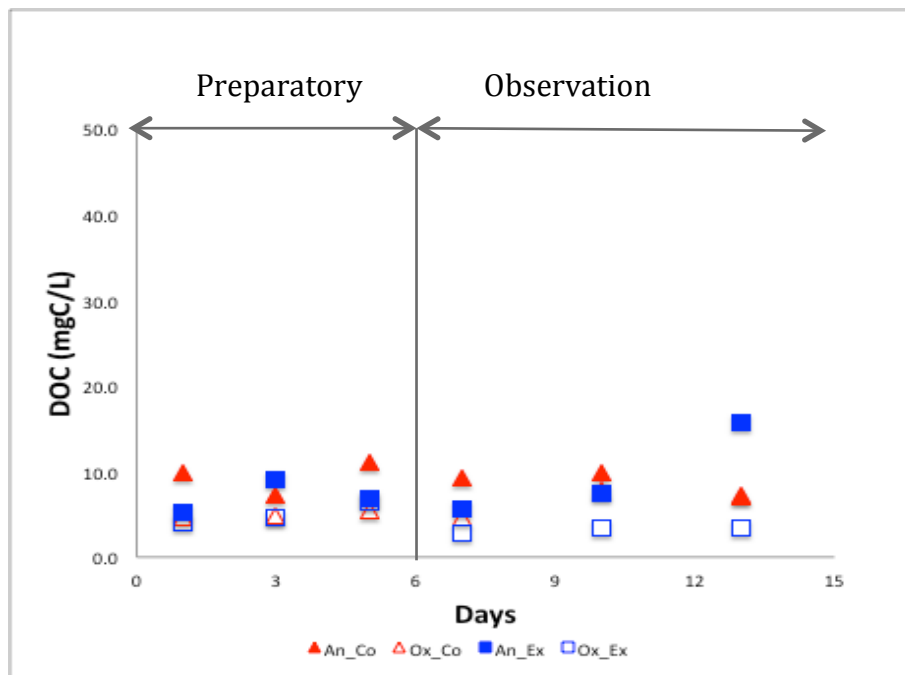 Preparatory Observation
50.0
40.0
30.0
20.0
10.0
0.0
DOC (mgC/L)
0 3 6 9 12 15
Days
An_Co Ox_Co An_Ex Ox_Ex